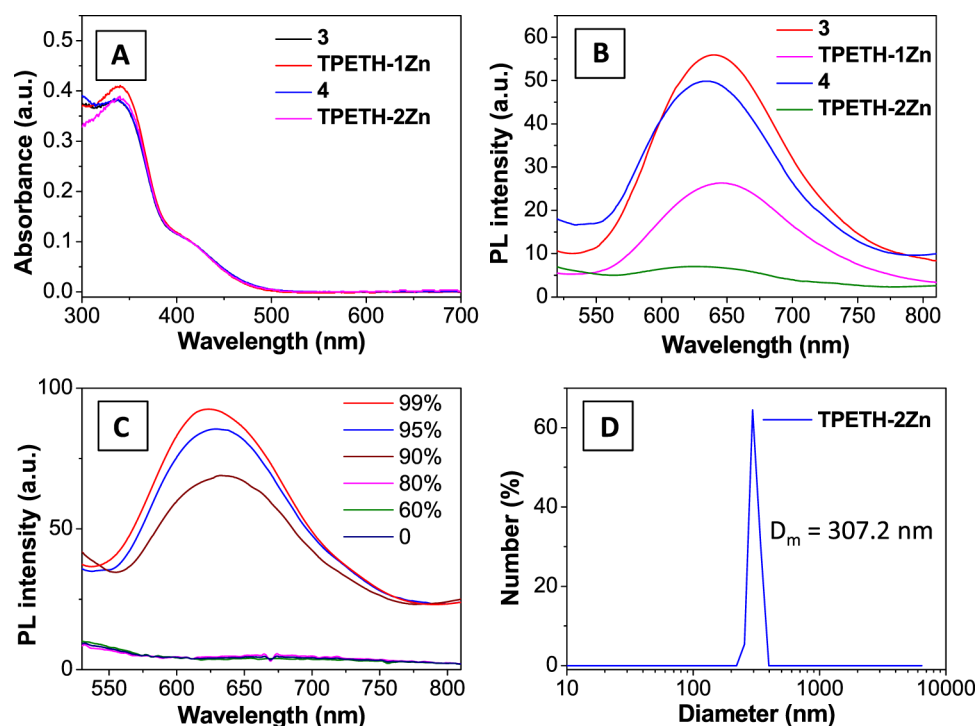 A
3
TPETH-1Zn
4
TPETH-2Zn
0.5
0.4
0.3
0.2
0.1
0.0
Absorbance (a.u.)
300 400 500 600 700
Wavelength (nm)
B
3
TPETH-1Zn
4
TPETH-2Zn
65
60
50
40
30
20
10
0
PL intensity (a.u.)
550 600 650 700 750 800
Wavelength (nm)
C
99%
95%
90%
80%
60%
0
100
50
0
PL intensity (a.u.)
550 600 650 700 750 800
Wavelength (nm)
D
TPETH-2Zn
Dm = 307.2 nm
60
40
20
0
Number (%)
10 100 1000 10000
Diameter (nm)